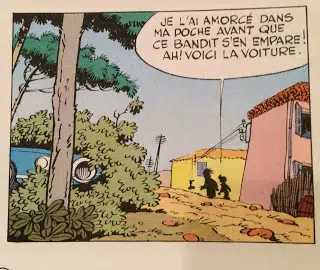 JE L'AI AMORCÉ DANS
MA POCHE AVANT QUE
CE BANDIT S'EN EMPARE!
AH! VOICI LA VOITURE.